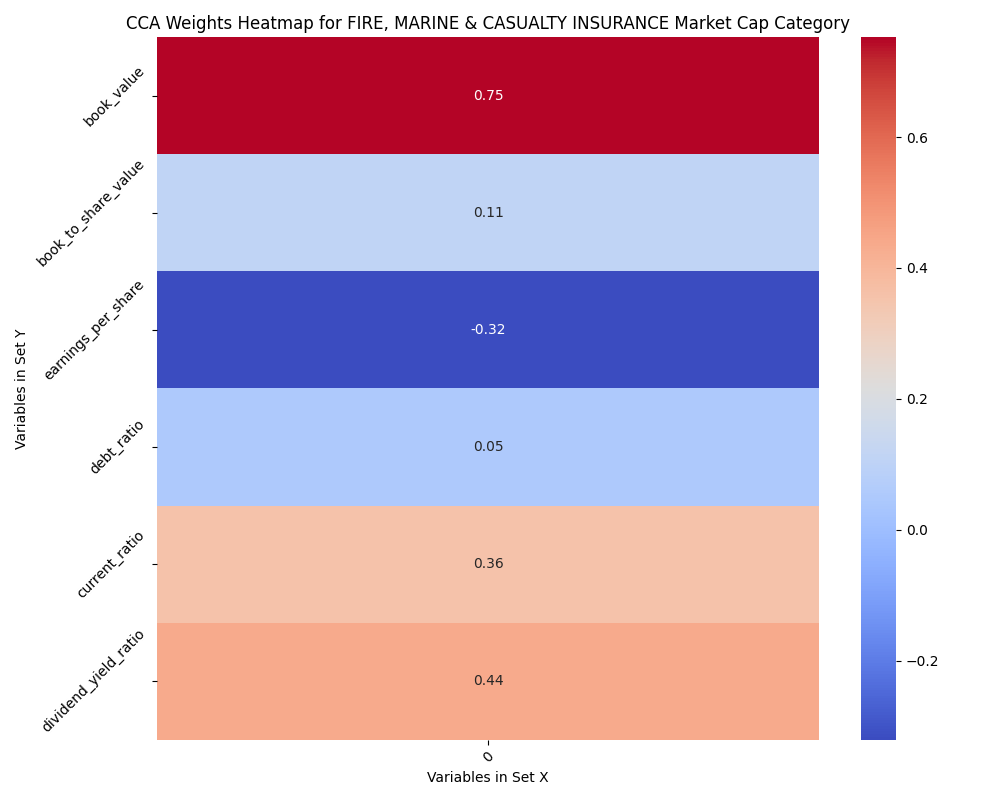 CCA Weights Heatmap for FIRE, MARINE & CASUALTY INSURANCE Market Cap Category
Variables in Set Y
book_value
0.75
book_to_share_value
0.11
earnings_per_share
-0.32
debt_ratio
0.05
current_ratio
0.36
dividend_yield_ratio
0.44
0
Variables in Set X
0.6
0.4
0.2
0.0
−0.2